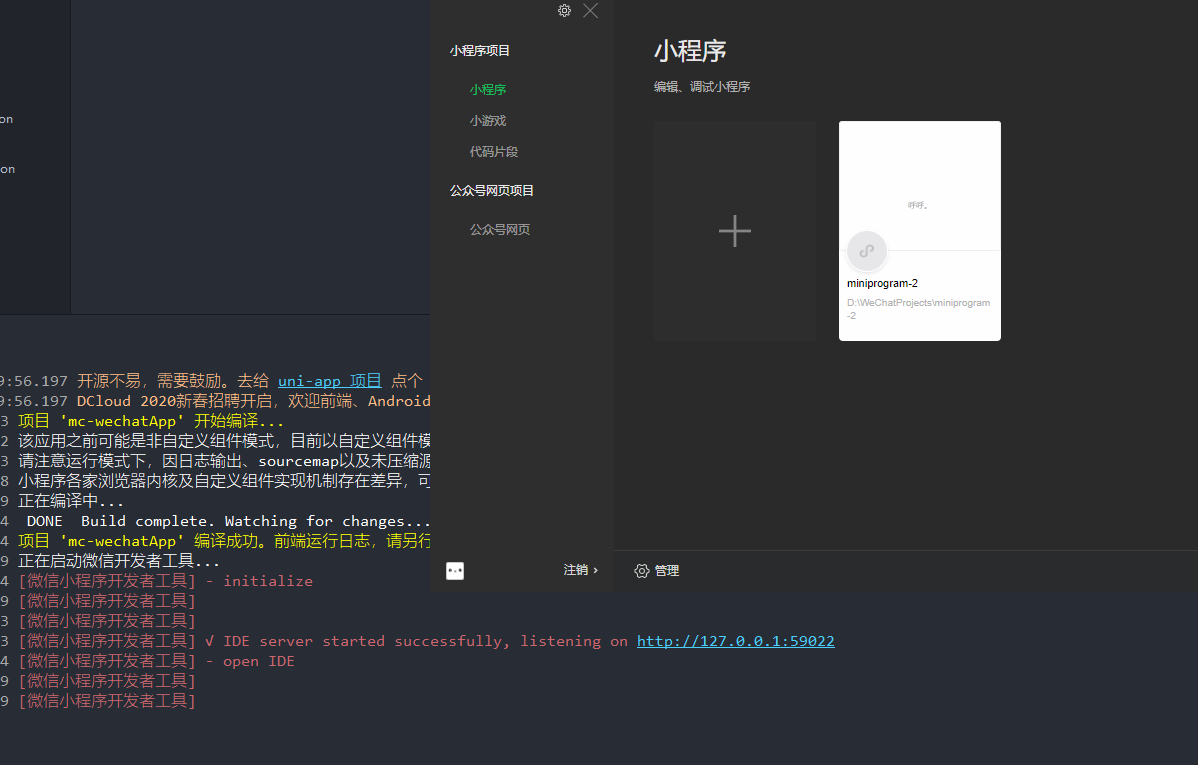 on
on
小程序项目
小程序
小游戏
代码片段
公众号网页项目
公众号网页
注销 ›
小程序
编辑、调试小程序
呼呼。
miniprogram-2
D:\WeChatProjects\miniprogram
-2
管理
9:56.197 开源不易，需要鼓励。去给 uni-app 项目 点个
9:56.197 DCloud 2020新春招聘开启，欢迎前端、Android
3 项目 'mc-wechatApp' 开始编译...
2 该应用之前可能是非自定义组件模式，目前以自定义组件模
3 请注意运行模式下，因日志输出、sourcemap以及未压缩源
8 小程序各家浏览器内核及自定义组件实现机制存在差异，可
9 正在编译中...
4 DONE Build complete. Watching for changes...
4 项目 'mc-wechatApp' 编译成功。前端运行日志，请另行
9 正在启动微信开发者工具...
4 [微信小程序开发者工具] - initialize
9 [微信小程序开发者工具]
3 [微信小程序开发者工具]
3 [微信小程序开发者工具] √ IDE server started successfully, listening on http://127.0.0.1:59022
4 [微信小程序开发者工具] - open IDE
9 [微信小程序开发者工具]
9 [微信小程序开发者工具]